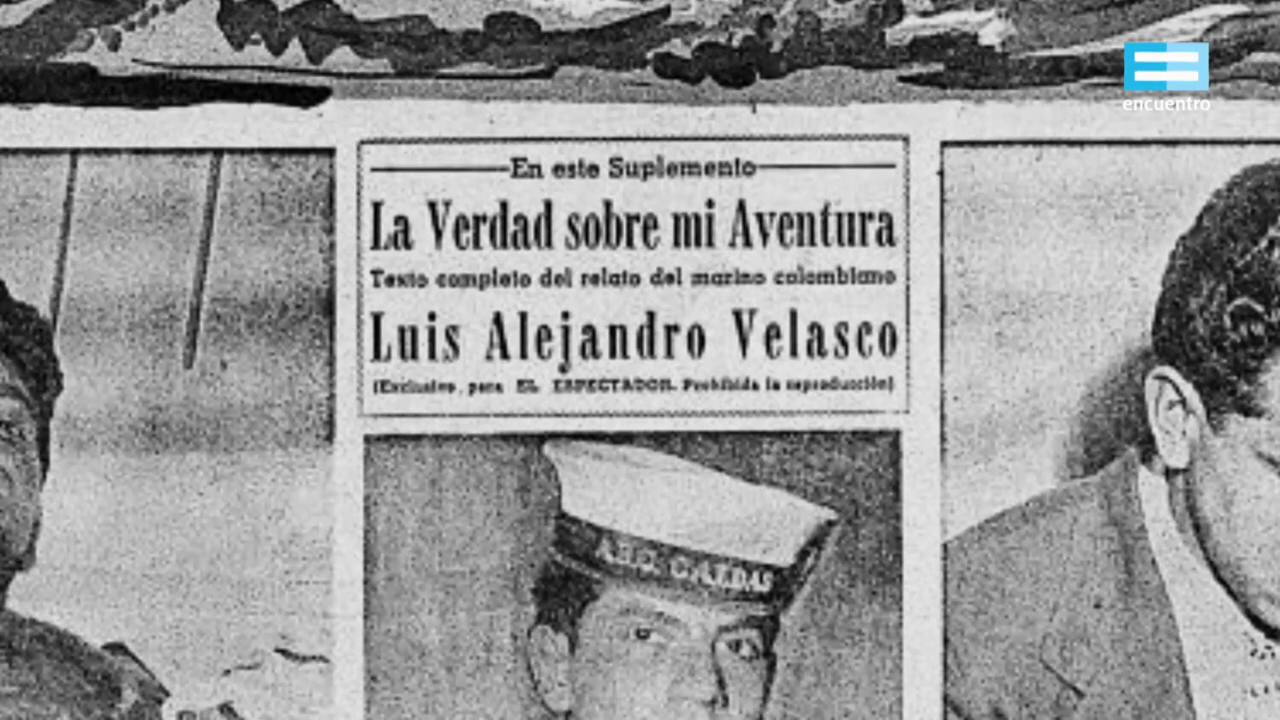 encuentro
En este Suplemento
La Verdad sobre mi Aventura
Texto completo del relato del marino colombiano
Luis Alejandro Velasco
(Exclusivo para EL ESPECTADOR. Prohibida la reproducción)
A.R.C. CALDAS